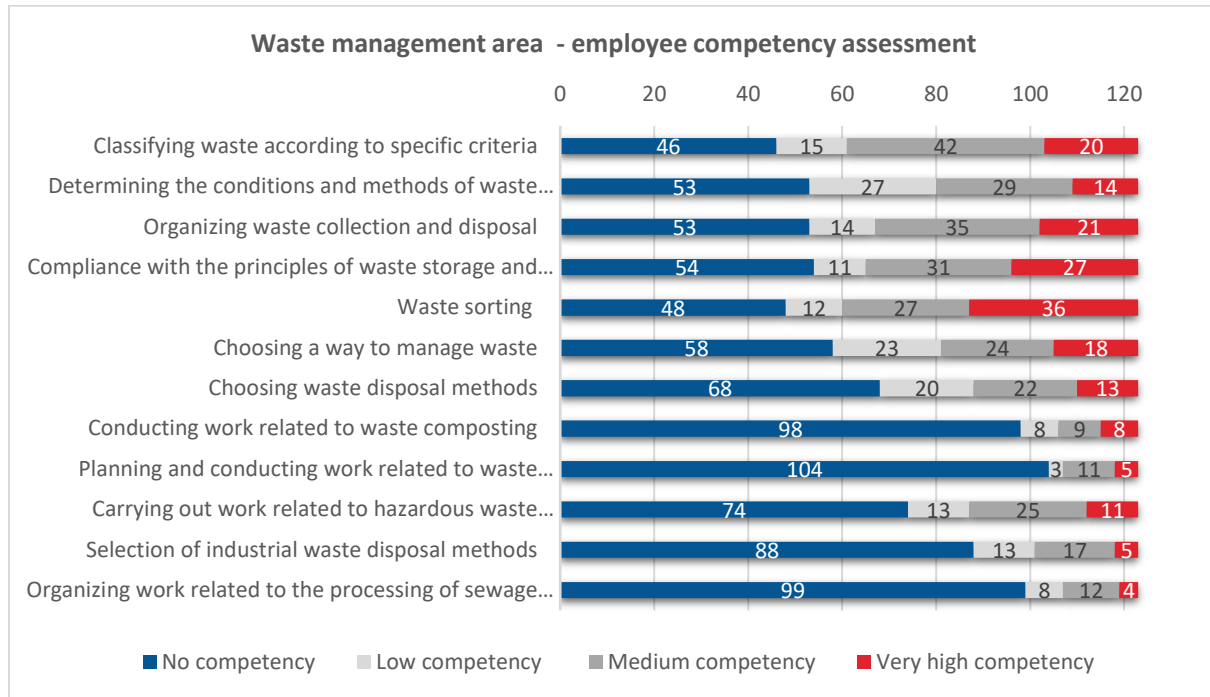 Waste management area - employee competency assessment
0 20 40 60 80 100 120
Classifying waste according to specific criteria 46 15 42 20
Determining the conditions and methods of waste... 53 27 29 14
Organizing waste collection and disposal 53 14 35 21
Compliance with the principles of waste storage and... 54 11 31 27
Waste sorting 48 12 27 36
Choosing a way to manage waste 58 23 24 18
Choosing waste disposal methods 68 20 22 13
Conducting work related to waste composting 98 8 9 8
Planning and conducting work related to waste... 104 3 11 5
Carrying out work related to hazardous waste... 74 13 25 11
Selection of industrial waste disposal methods 88 13 17 5
Organizing work related to the processing of sewage... 99 8 12 4
No competency Low competency Medium competency Very high competency